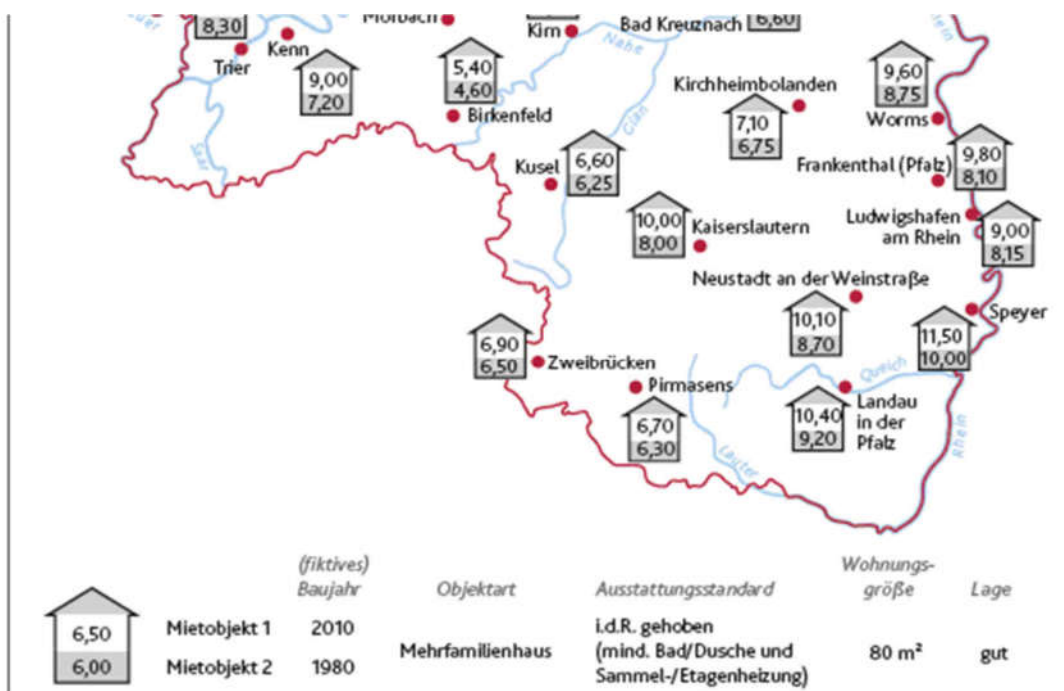 8,30
Trier
Kenn
9,00
7,20
Morbach
5,40
4,60
Birkenfeld
Kirn
Nahe
Bad Kreuznach
6,60
Rhein
Kirchheimbolanden
7,10
6,75
9,60
8,75
Worms
Saar
Glan
Kusel
6,60
6,25
Frankenthal (Pfalz)
9,80
8,10
10,00
8,00
Kaiserslautern
Ludwigshafen
am Rhein
9,00
8,15
Neustadt an der Weinstraße
10,10
8,70
Speyer
11,50
10,00
6,90
6,50
Zweibrücken
Pirmasens
6,70
6,30
Queich
Landau
in der
Pfalz
10,40
9,20
Lauter
Rhein
(fiktives)
Baujahr
Objektart
Ausstattungsstandard
Wohnungs-
größe
Lage
6,50
6,00
Mietobjekt 1
2010
Mietobjekt 2
1980
Mehrfamilienhaus
i.d.R. gehoben
(mind. Bad/Dusche und
Sammel-/Etagenheizung)
80 m²
gut